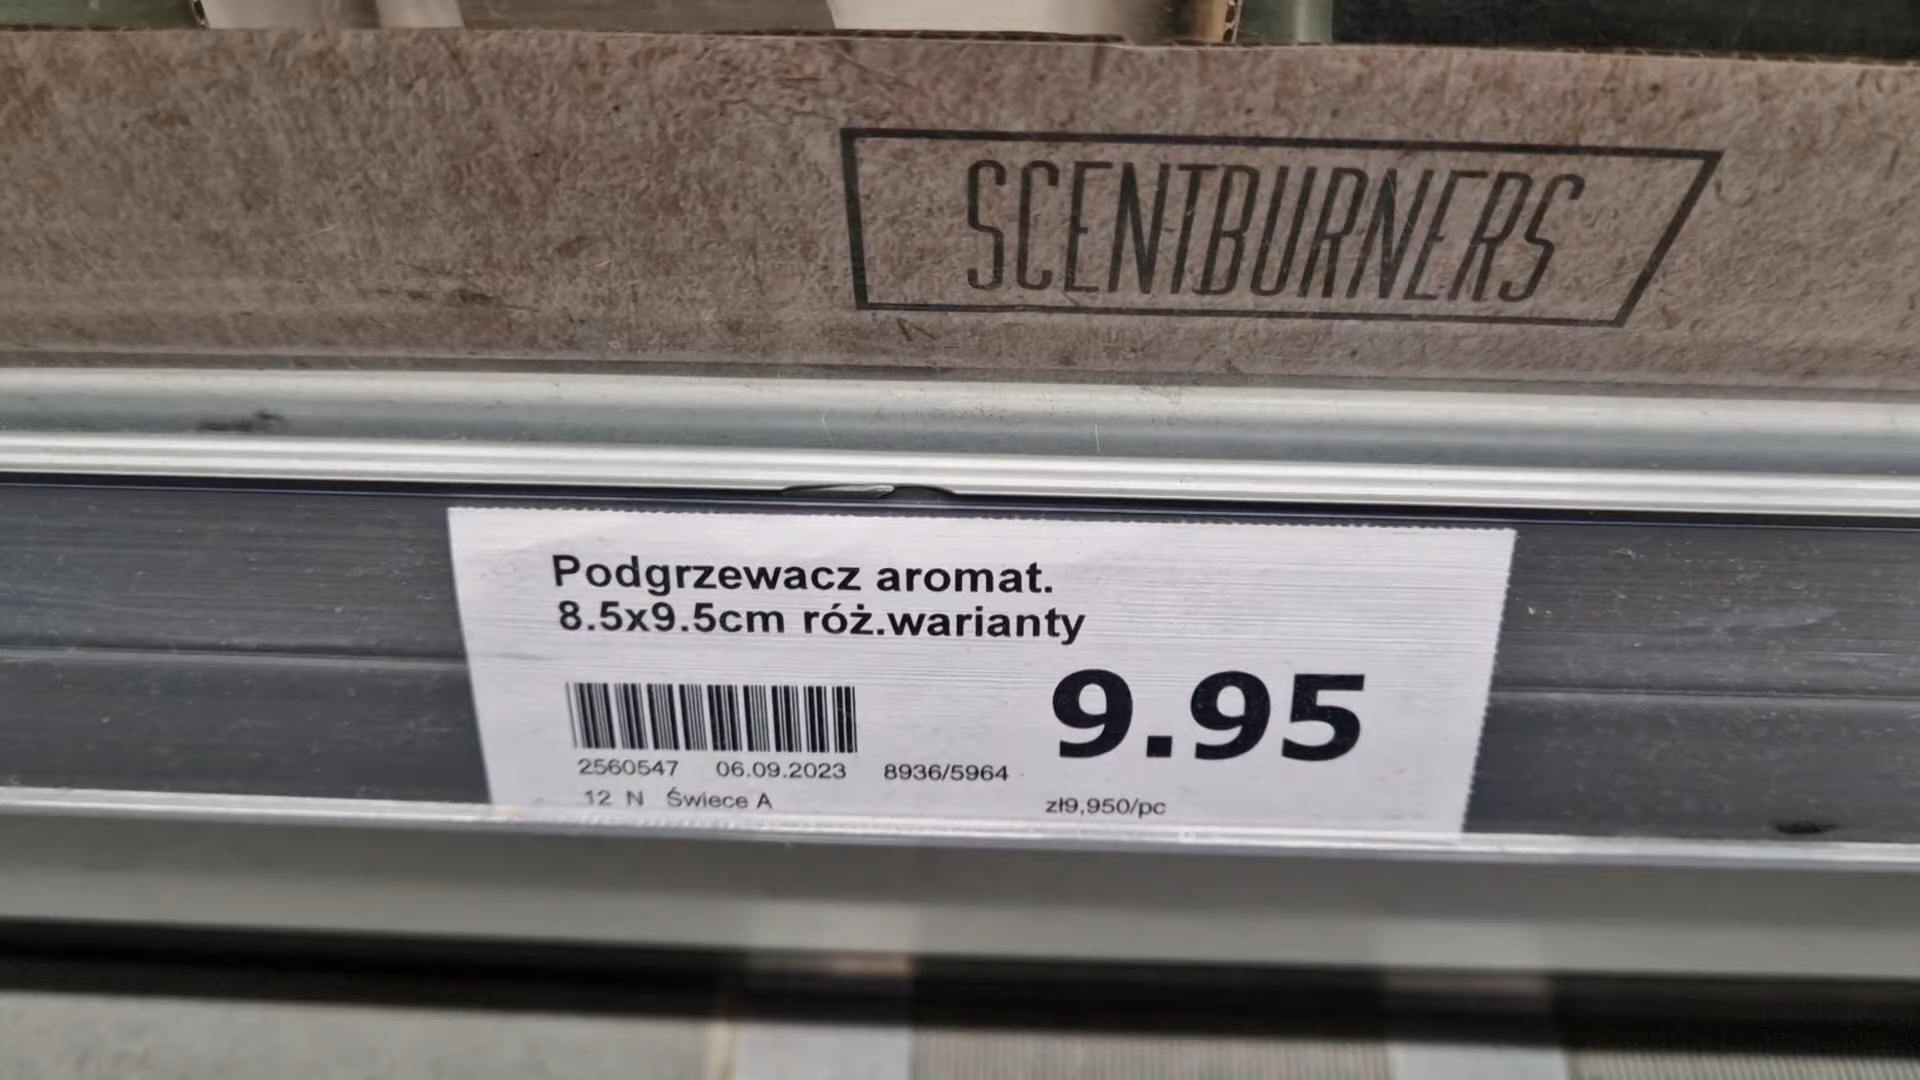 SCENTBURNERS
Podgrzewacz aromat.
8.5x9.5cm róż.warianty
9.95
2560547 06.09.2023 8936/5964
12 N Świece A
zł9,950/pc